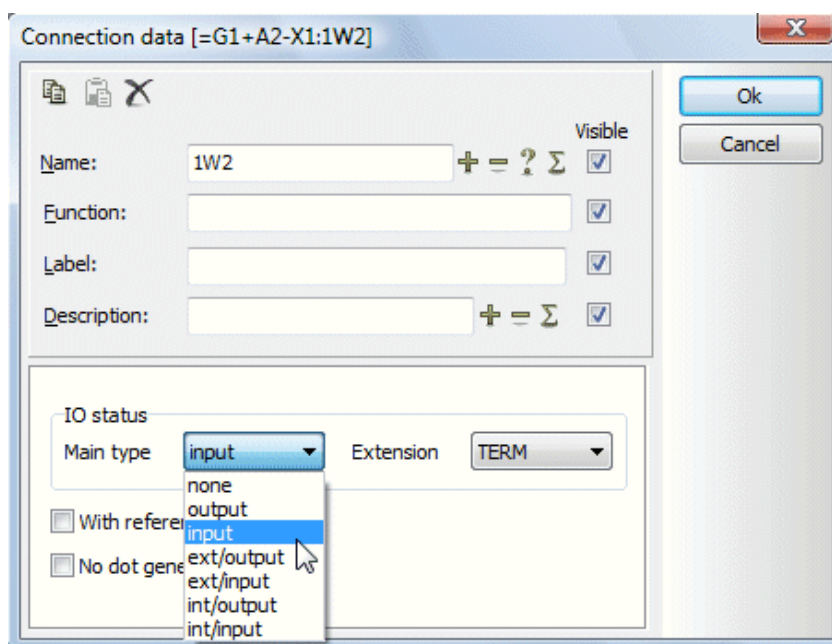 Connection data [=G1+A2-X1:1W2]
Ok
Cancel
Visible
Name: 1W2
Function:
Label:
Description:
IO status
Main type input Extension TERM
none
output
With refere
input
ext/output
No dot gene
ext/input
int/output
int/input